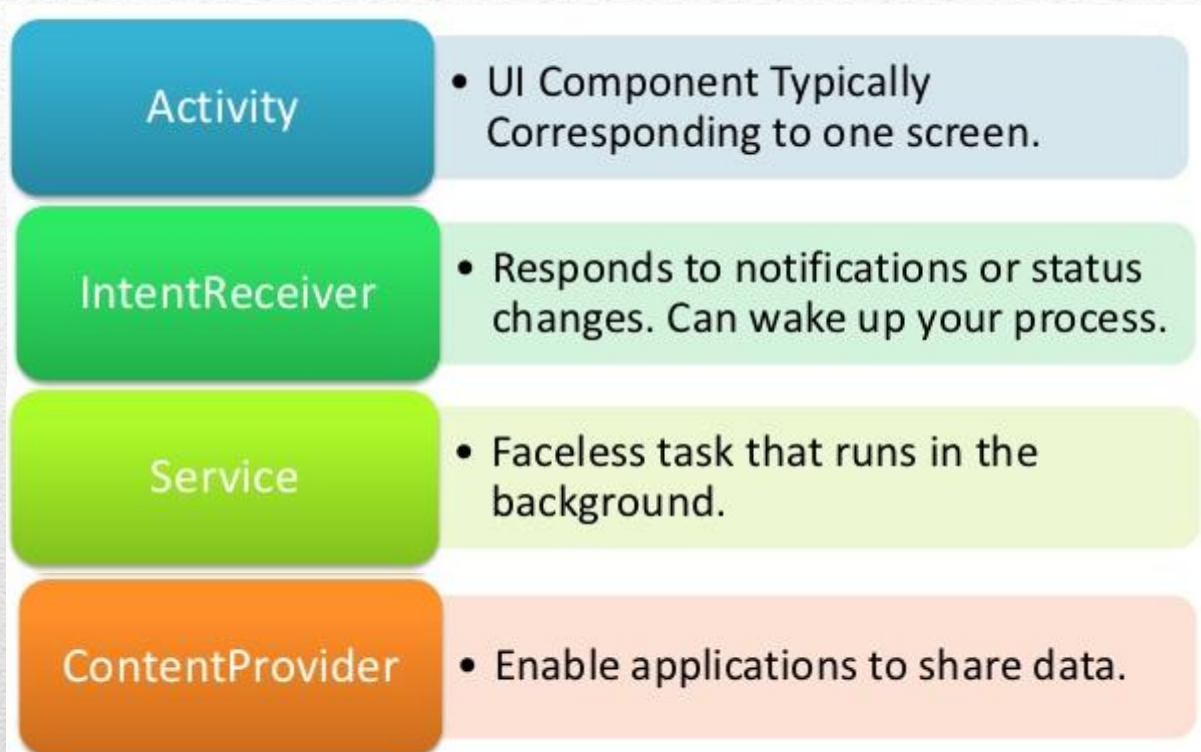 Activity
• UI Component Typically
Corresponding to one screen.
IntentReceiver
• Responds to notifications or status
changes. Can wake up your process.
Service
• Faceless task that runs in the
background.
ContentProvider
• Enable applications to share data.